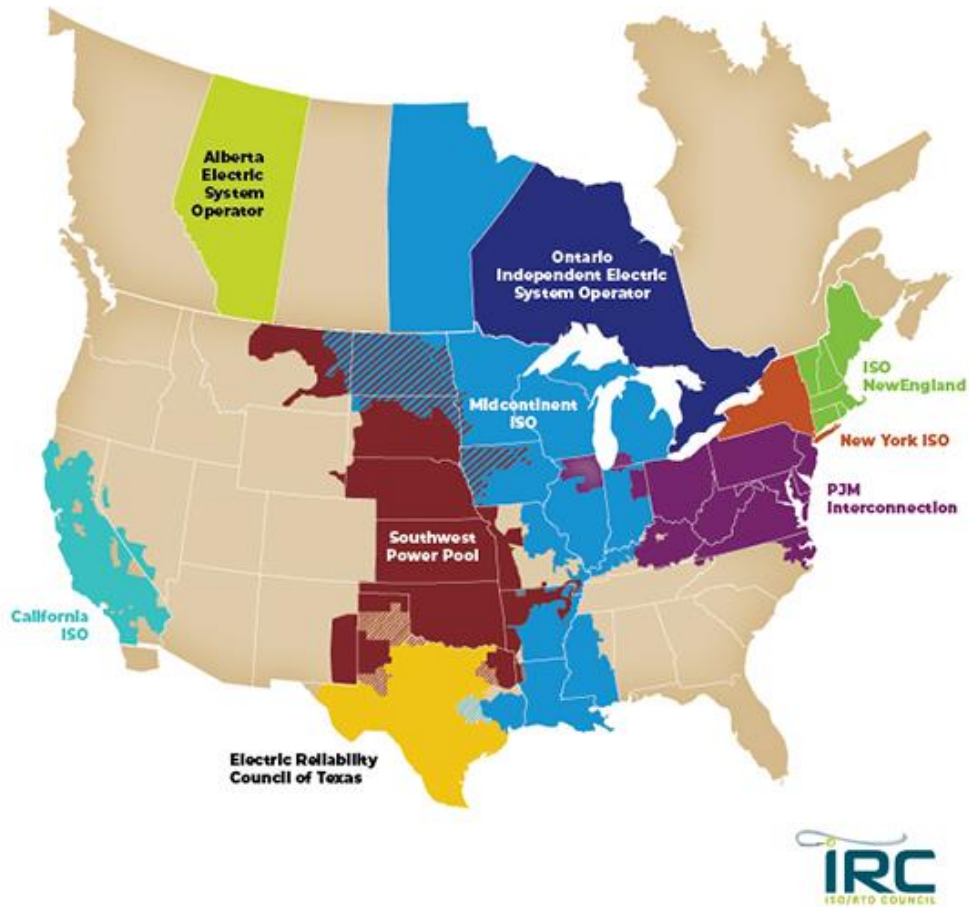 Alberta
Electric
System
Operator
Ontario
Independent Electric
System Operator
ISO
NewEngland
Midcontinent
ISO
New York ISO
PJM
Interconnection
Southwest
Power Pool
California
ISO
Electric Reliability
Council of Texas
IRC
ISO/RTO COUNCIL